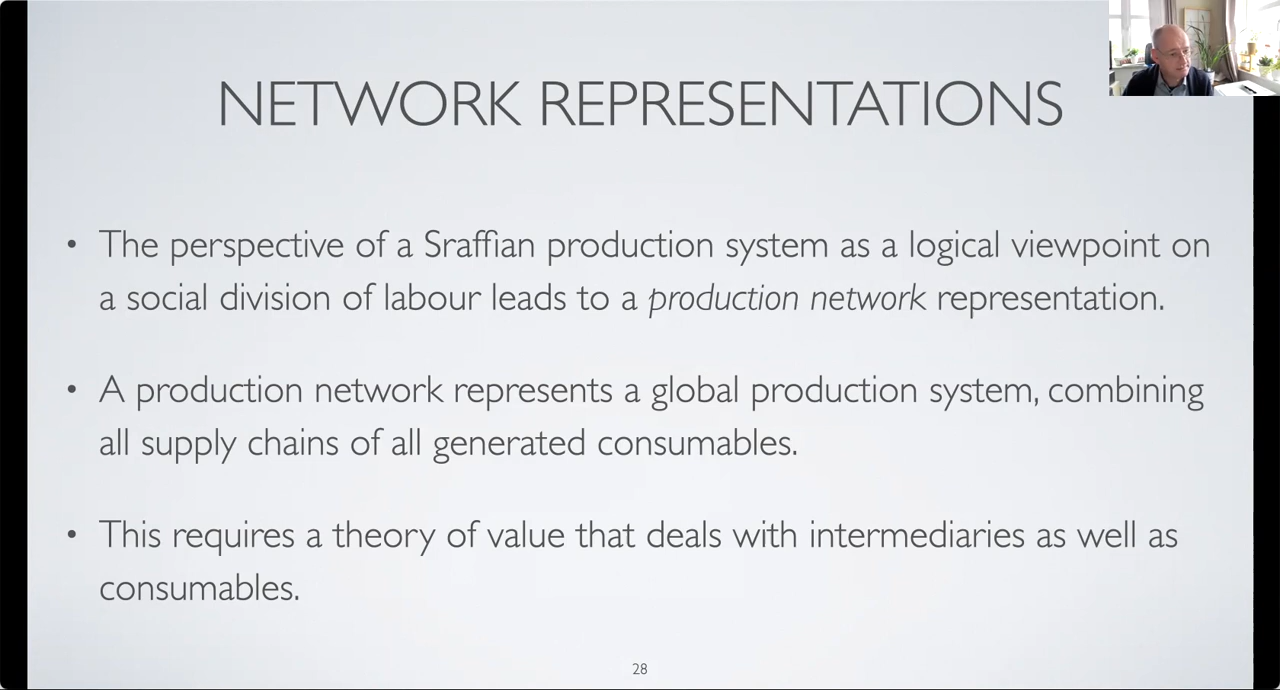 NETWORK REPRESENTATIONS
• The perspective of a Sraffian production system as a logical viewpoint on
a social division of labour leads to a production network representation.
• A production network represents a global production system, combining
all supply chains of all generated consumables.
• This requires a theory of value that deals with intermediaries as well as
consumables.
28